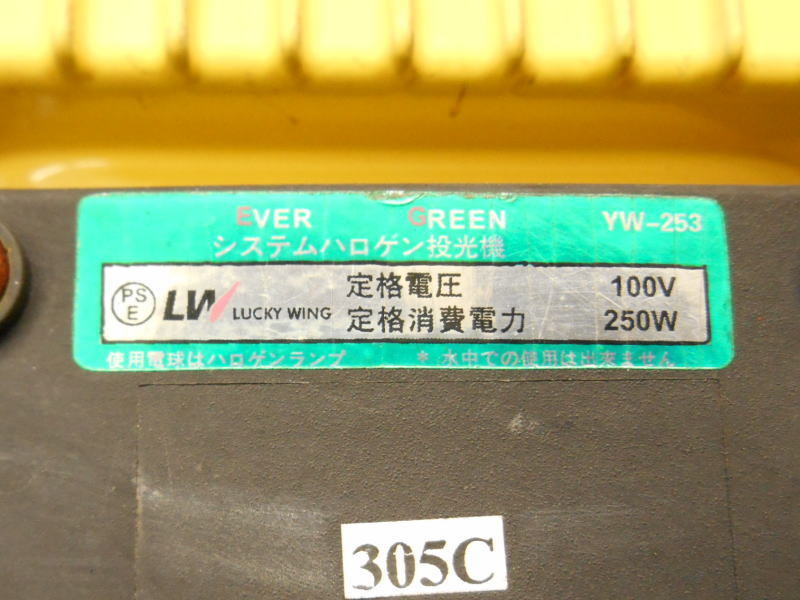 EVER GREEN YW-253
システムハロゲン投光機
PS E LW LUCKY WING 定格電圧 100V
定格消費電力 250W
使用電球はハロゲンランプ *水中での使用は出来ません
305C